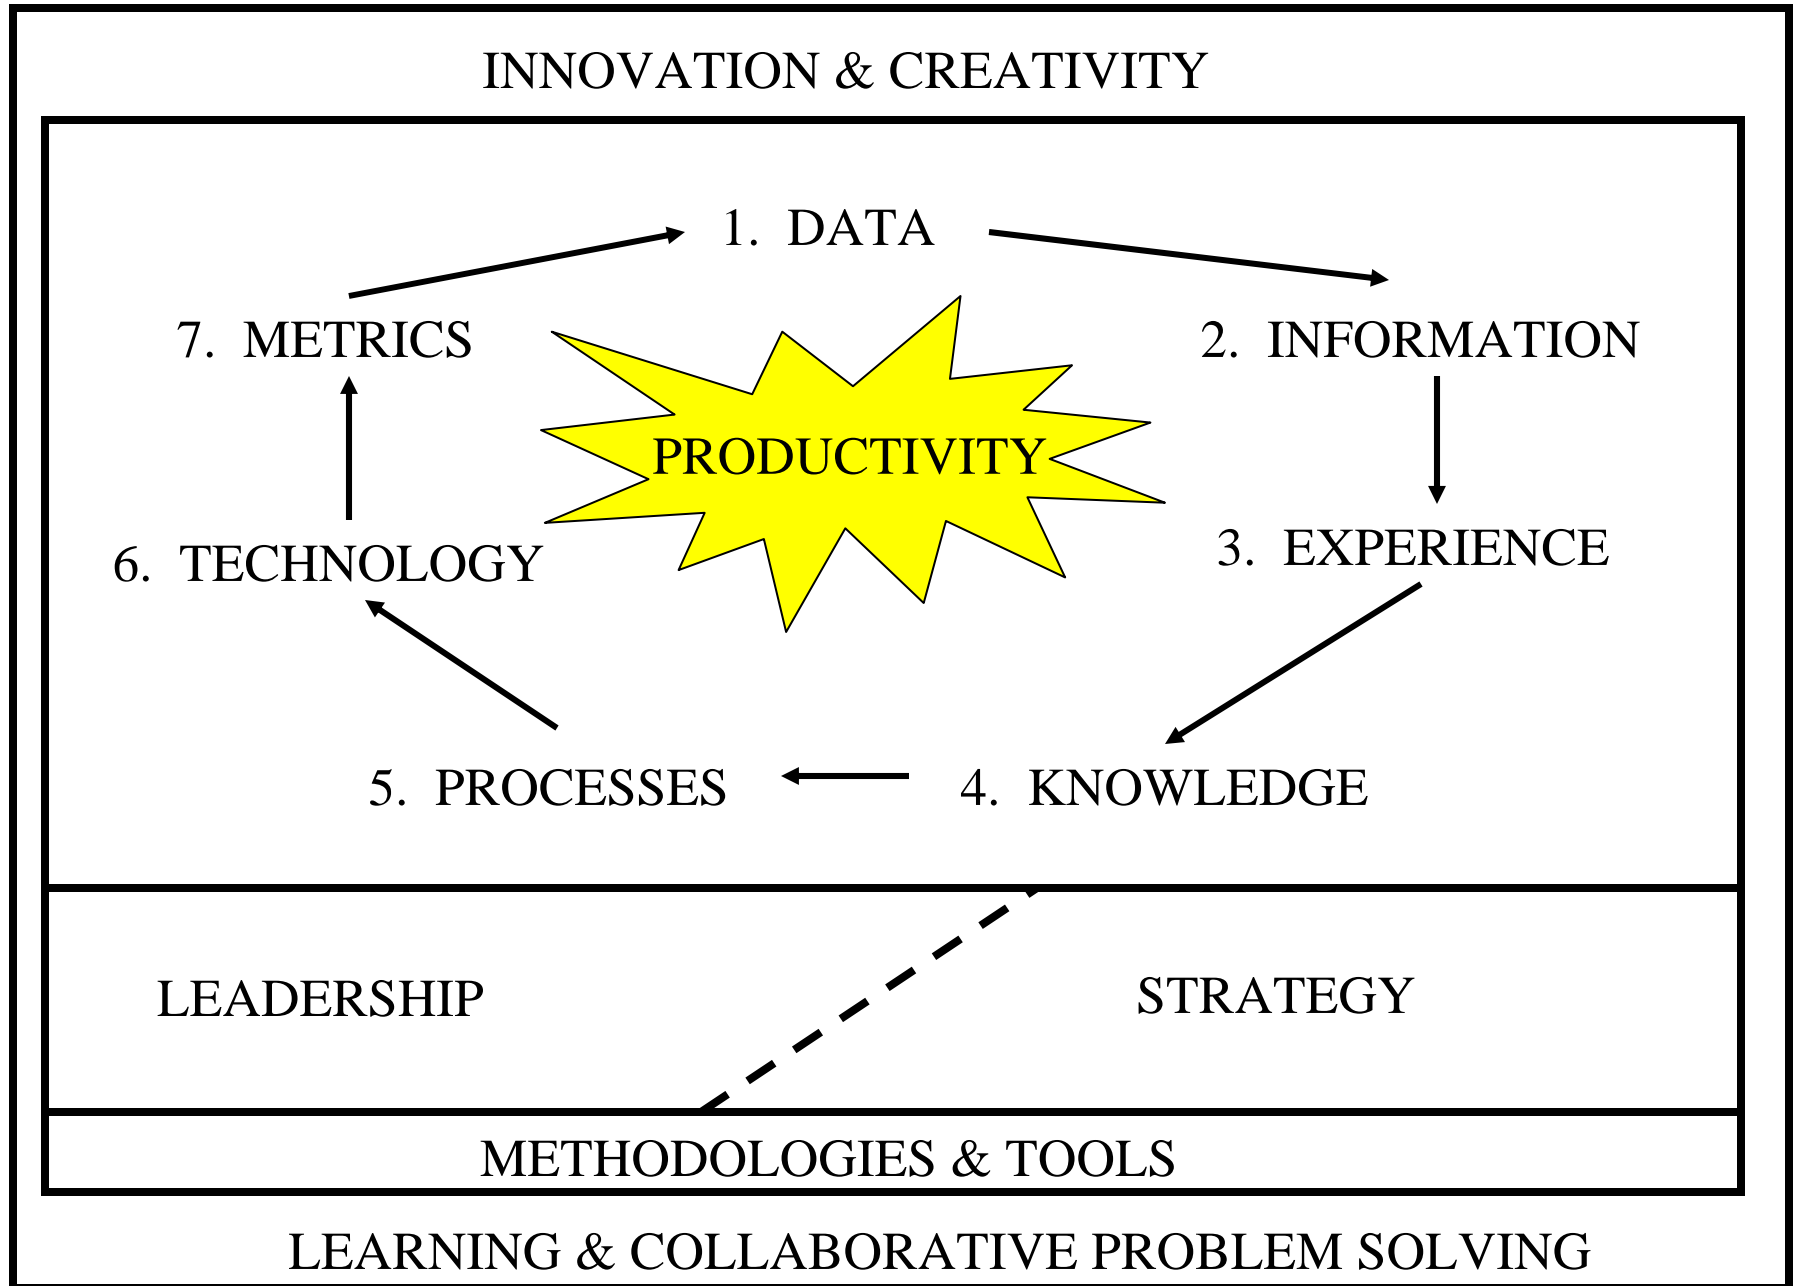 INNOVATION & CREATIVITY
1. DATA
7. METRICS
2. INFORMATION
PRODUCTIVITY
6. TECHNOLOGY
3. EXPERIENCE
5. PROCESSES
4. KNOWLEDGE
LEADERSHIP
STRATEGY
METHODOLOGIES & TOOLS
LEARNING & COLLABORATIVE PROBLEM SOLVING